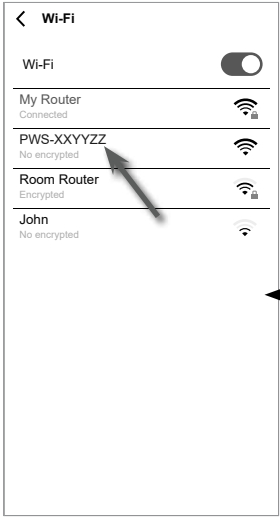 Wi-Fi
Wi-Fi
My Router
Connected
PWS-XXYYZZ
No encrypted
Room Router
Encrypted
John
No encrypted